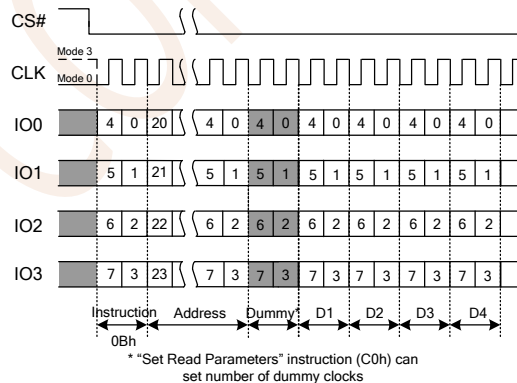 CS#
Mode 3
CLK
Mode 0
IO0 4 0 20 4 0 4 0 4 0 4 0 4 0 4 0
IO1 5 1 21 5 1 5 1 5 1 5 1 5 1 5 1
IO2 6 2 22 6 2 6 2 6 2 6 2 6 2 6 2
IO3 7 3 23 7 3 7 3 7 3 7 3 7 3 7 3
Instruction Address Dummy* D1 D2 D3 D4
0Bh
* "Set Read Parameters" instruction (C0h) can
set number of dummy clocks